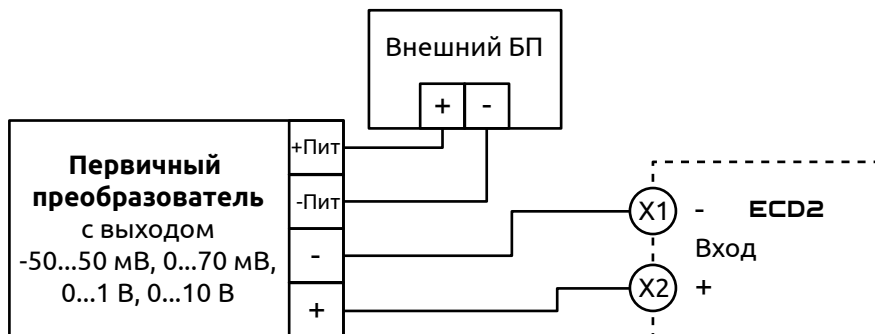 Внешний БП
+ -
Первичный
преобразователь
с выходом
-50...50 мВ, 0...70 мВ,
0...1 В, 0...10 В
+Пит
-Пит
-
+
X1 - ECD2
Вход
X2 +